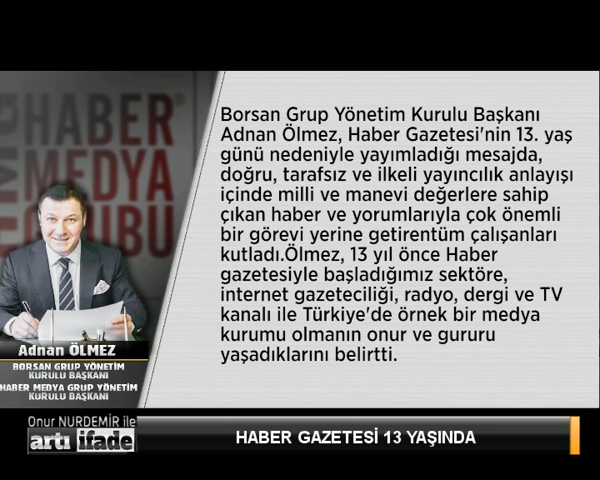 HABER
MEDYA
GRUBU
Borsan Grup Yönetim Kurulu Başkanı
Adnan Ölmez, Haber Gazetesi'nin 13. yaş
günü nedeniyle yayımladığı mesajda,
doğru, tarafsız ve ilkeli yayıncılık anlayışı
içinde milli ve manevi değerlere sahip
çıkan haber ve yorumlarıyla çok önemli
bir görevi yerine getirentüm çalışanları
kutladı.Ölmez, 13 yıl önce Haber
gazetesiyle başladığımız sektöre,
internet gazeteciliği, radyo, dergi ve TV
kanalı ile Türkiye'de örnek bir medya
kurumu olmanın onur ve gururu
yaşadıklarını belirtti.
Adnan ÖLMEZ
BORSAN GRUP YÖNETİM
KURULU BAŞKANI
HABER MEDYA GRUP YÖNETİM
KURULU BAŞKANI
Onur NURDEMİR ile
artı ifade
HABER GAZETESİ 13 YAŞINDA